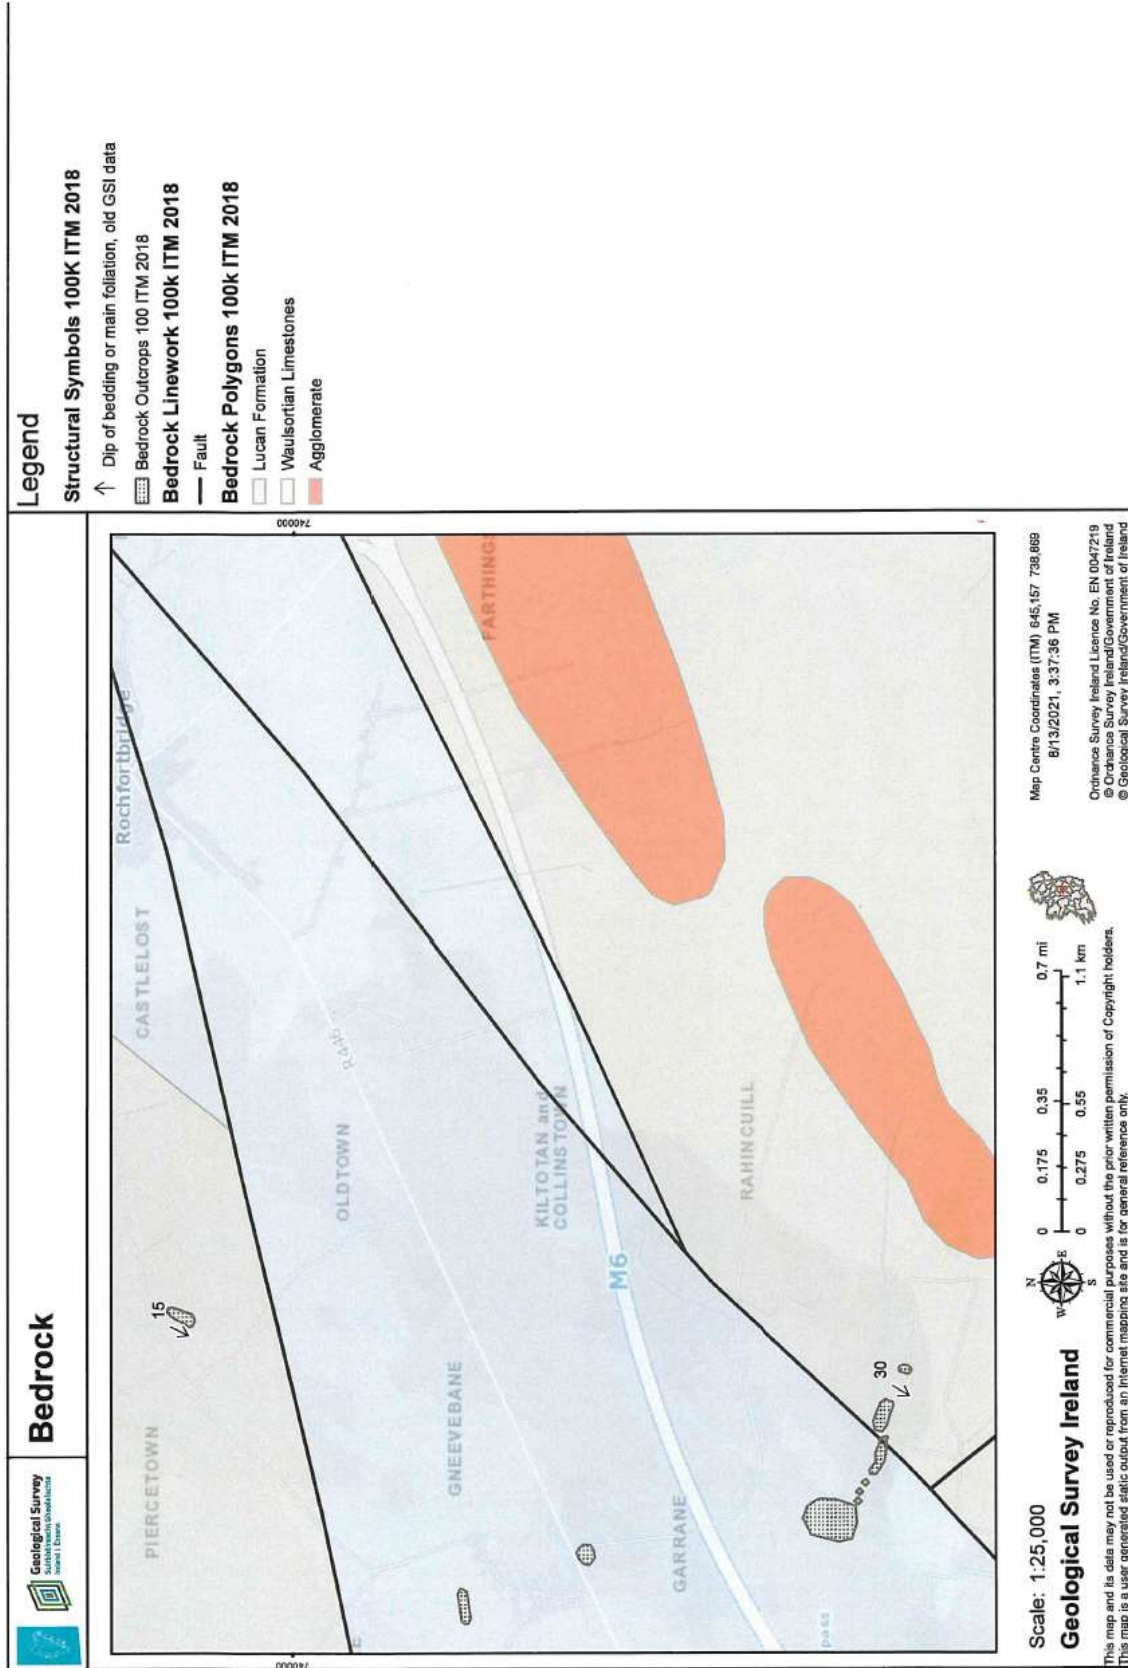 Geological Survey
Suirbhéireacht Gheolaíochta
Ireland | Éireann
Bedrock
Legend
Structural Symbols 100K ITM 2018
Dip of bedding or main foliation, old GSI data
Bedrock Outcrops 100 ITM 2018
Bedrock Linework 100k ITM 2018
Fault
Bedrock Polygons 100k ITM 2018
Lucan Formation
Waulsortian Limestones
Agglomerate
Rochfortbridge
CASTLELOST
PIERCETOWN
15
R446
OLDTOWN
GNEEVEBANE
KILTOTAN and
COLLINSTOWN
M6
FARTHINGS
RAHINCUILL
GARRANE
30
pass
740000
740000
Scale: 1:25,000
Geological Survey Ireland
N
W
E
S
0 0.175 0.35 0.7 mi
0 0.275 0.55 1.1 km
Map Centre Coordinates (ITM) 645,157 738,869
8/13/2021, 3:37:36 PM
Ordnance Survey Ireland Licence No. EN 0047219
© Ordnance Survey Ireland/Government of Ireland
© Geological Survey Ireland/Government of Ireland
This map and its data may not be used or reproduced for commercial purposes without the prior written permission of Copyright holders.
This map is a user generated static output from an Internet mapping site and is for general reference only.